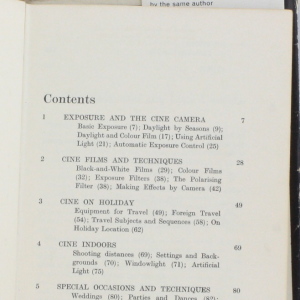 by the same author
Contents
1 EXPOSURE AND THE CINE CAMERA 7
Basic Exposure (7); Daylight by Seasons (9);
Daylight and Colour Film (17); Using Artificial
Light (21); Automatic Exposure Control (25)
2 CINE FILMS AND TECHNIQUES 28
Black-and-White Films (29); Colour Films
(32); Exposure Filters (38); The Polarising
Filter (38); Making Effects by Camera (42)
3 CINE ON HOLIDAY 49
Equipment for Travel (49); Foreign Travel
(54); Travel Subjects and Sequences (58); On
Holiday Location (62)
4 CINE INDOORS 69
Shooting distances (69); Settings and Back-
grounds (70); Windowlight (71); Artificial
Light (75)
5 SPECIAL OCCASIONS AND TECHNIQUES 80
Weddings (80); Parties and Dances (82);